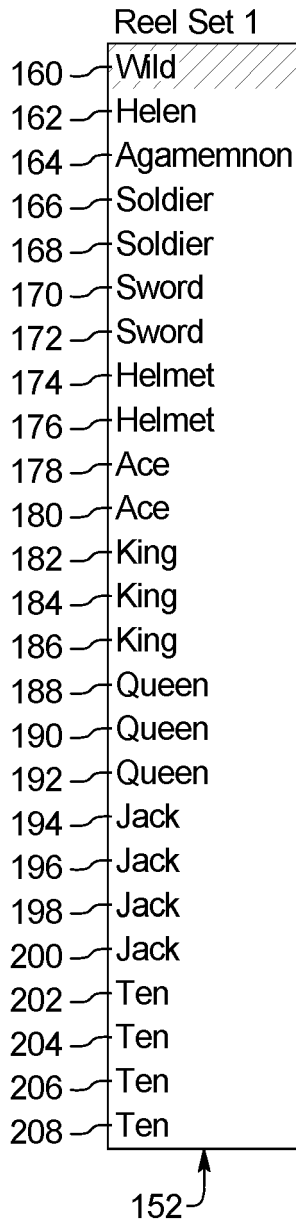 Reel Set 1
160 Wild
162 Helen
164 Agamemnon
166 Soldier
168 Soldier
170 Sword
172 Sword
174 Helmet
176 Helmet
178 Ace
180 Ace
182 King
184 King
186 King
188 Queen
190 Queen
192 Queen
194 Jack
196 Jack
198 Jack
200 Jack
202 Ten
204 Ten
206 Ten
208 Ten
152